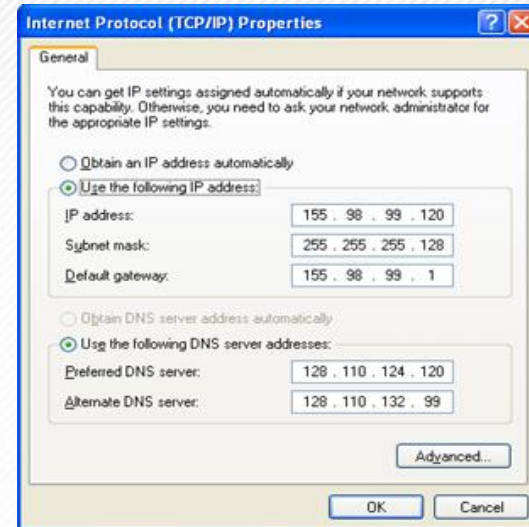 Internet Protocol (TCP/IP) Properties
General
You can get IP settings assigned automatically if your network supports
this capability. Otherwise, you need to ask your network administrator for
the appropriate IP settings.
Obtain an IP address automatically
Use the following IP address:
IP address: 155 . 98 . 99 . 120
Subnet mask: 255 . 255 . 255 . 128
Default gateway: 155 . 98 . 99 . 1
Obtain DNS server address automatically
Use the following DNS server addresses:
Preferred DNS server: 128 . 110 . 124 . 120
Alternate DNS server: 128 . 110 . 132 . 99
Advanced...
OK Cancel